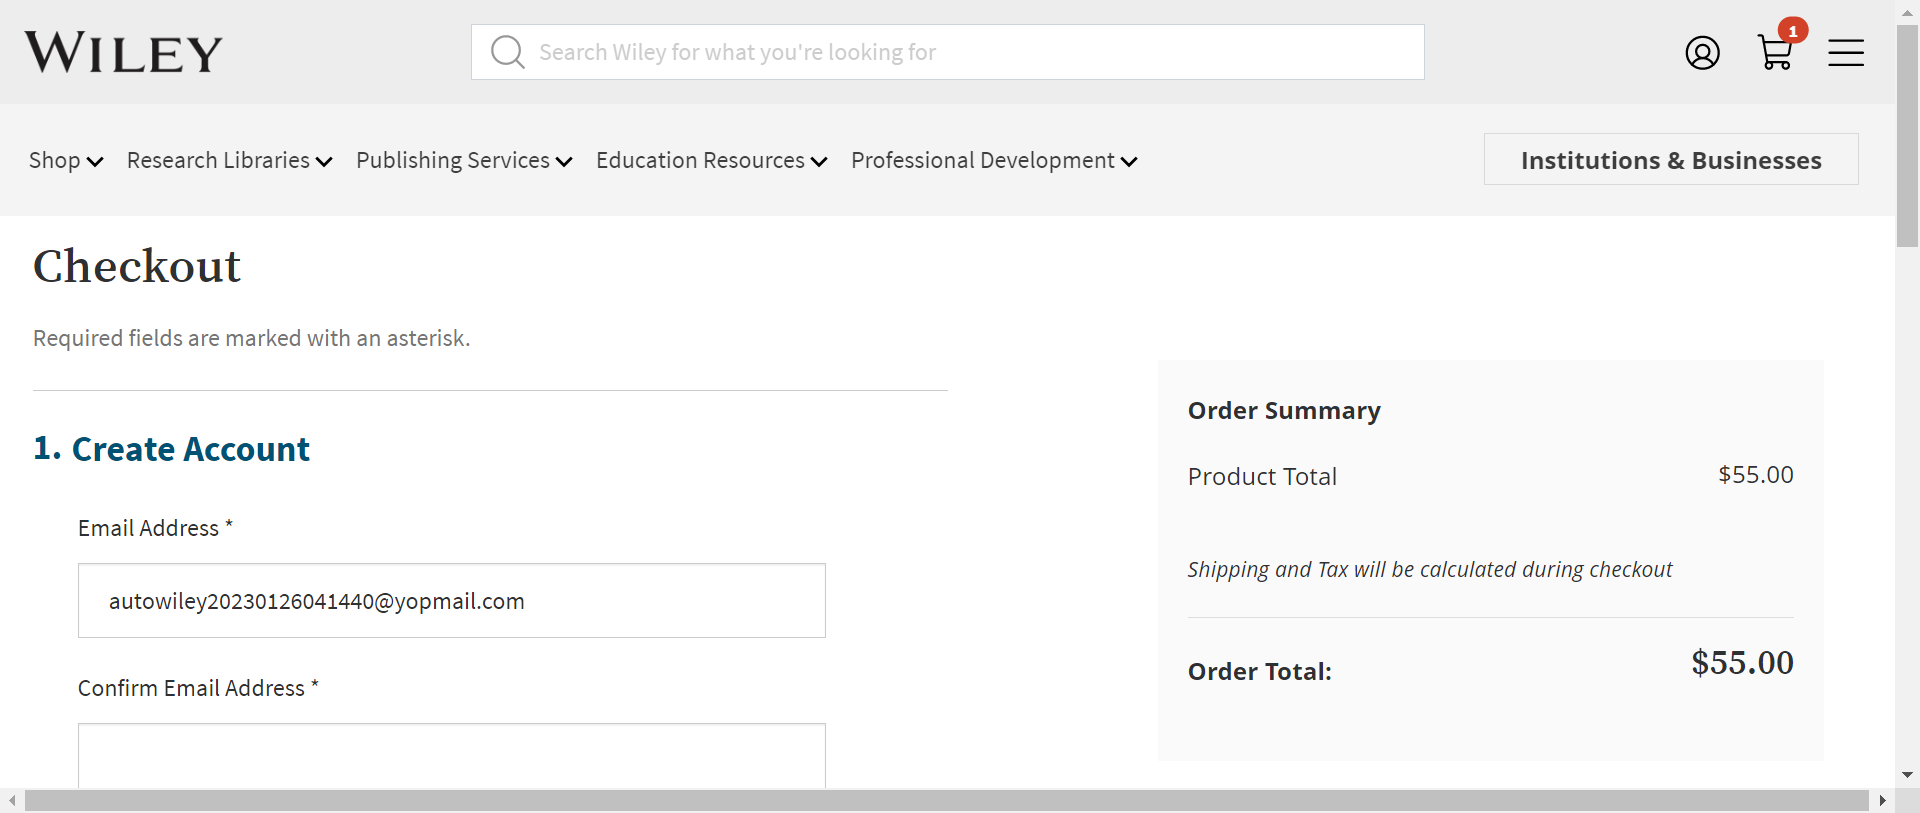 WILEY
Search Wiley for what you're looking for
1
Shop Research Libraries Publishing Services Education Resources Professional Development Institutions & Businesses
Checkout
Required fields are marked with an asterisk.
1. Create Account
Email Address *
autowiley20230126041440@yopmail.com
Confirm Email Address *
Order Summary
Product Total $55.00
Shipping and Tax will be calculated during checkout
Order Total: $55.00